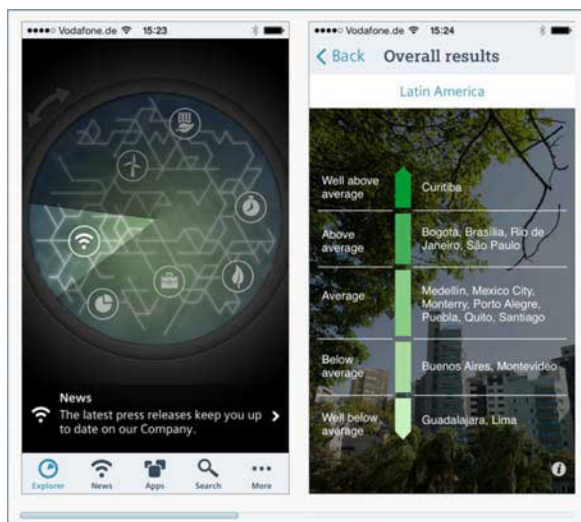 Vodafone.de 15:23
News
The latest press releases keep you up
to date on our Company.
Explorer News Apps Search More
Vodafone.de 15:24
Back Overall results
Latin America
Well above
average
Curitiba
Above
average
Bogotá, Brasilia, Rio de
Janeiro, São Paulo
Average
Medellín, Mexico City,
Monterry, Porto Alegre,
Puebla, Quito, Santiago
Below
average
Buenos Aires, Montevideo
Well below
average
Guadalajara, Lima